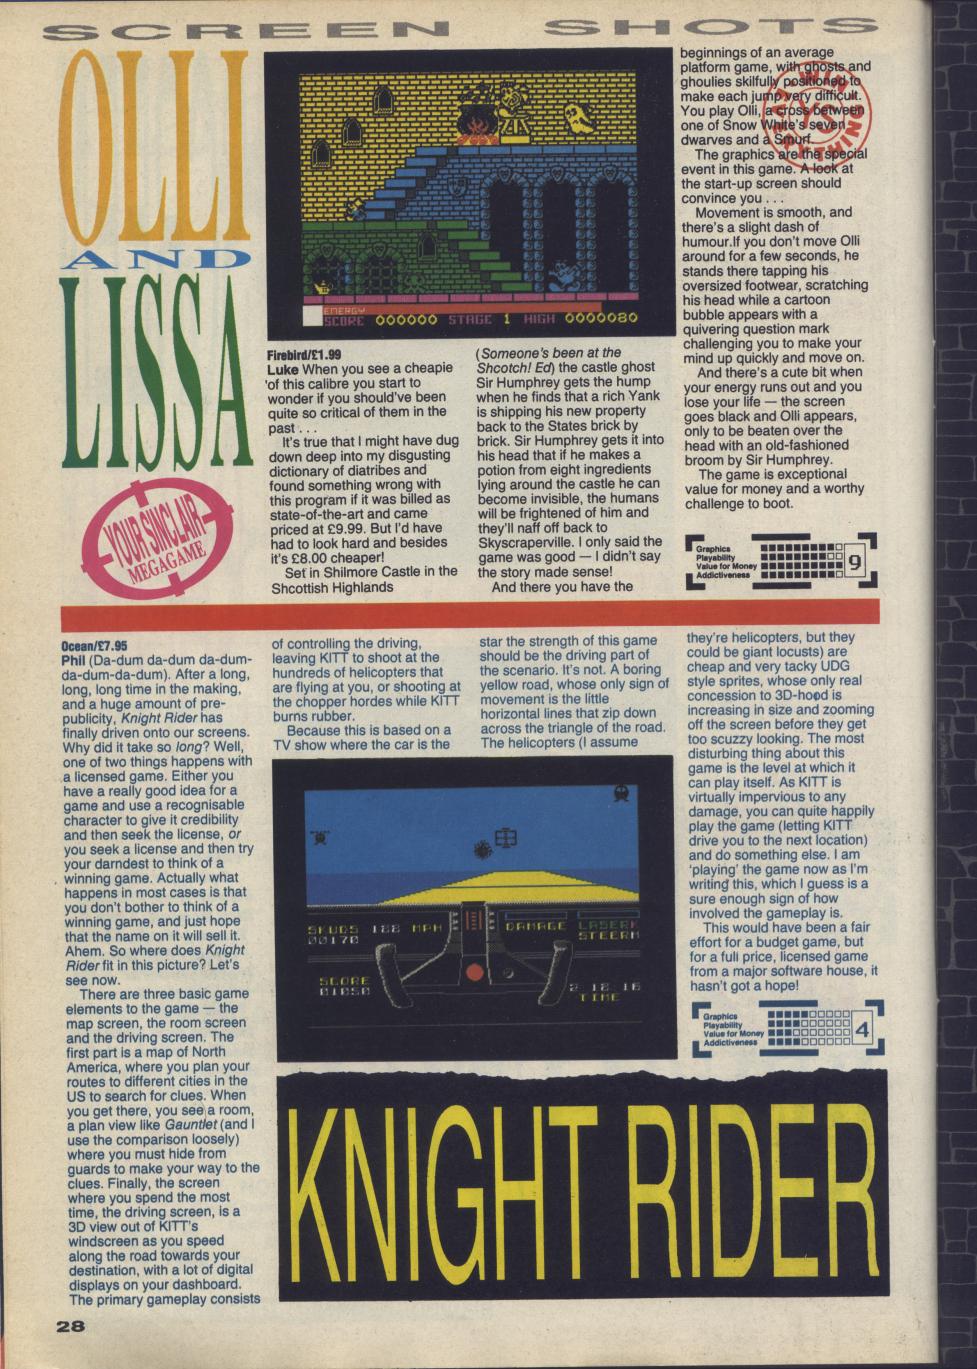 SCREEN SHOTS
OLLI
AND
LISSA
YOUR SINCLAIR
MEGAGAME
ENERGY
SCORE 000000 STAGE 1 HIGH 0000080
Firebird/£1.99
Luke When you see a cheapie
of this calibre you start to
wonder if you should've been
quite so critical of them in the
past . . .
It's true that I might have dug
down deep into my disgusting
dictionary of diatribes and
found something wrong with
this program if it was billed as
state-of-the-art and came
priced at £9.99. But I'd have
had to look hard and besides
it's £8.00 cheaper!
Set in Shilmore Castle in the
Shcottish Highlands
(Someone's been at the
Shcotch! Ed) the castle ghost
Sir Humphrey gets the hump
when he finds that a rich Yank
is shipping his new property
back to the States brick by
brick. Sir Humphrey gets it into
his head that if he makes a
potion from eight ingredients
lying around the castle he can
become invisible, the humans
will be frightened of him and
they'll naff off back to
Skyscraperville. I only said the
game was good — I didn't say
the story made sense!
And there you have the
beginnings of an average
platform game, with ghosts and
ghoulies skilfully positioned to
make each jump very difficult.
You play Olli, a cross between
one of Snow White's seven
dwarves and a Smurf.
The graphics are the special
event in this game. A look at
the start-up screen should
convince you . . .
Movement is smooth, and
there's a slight dash of
humour.If you don't move Olli
around for a few seconds, he
stands there tapping his
oversized footwear, scratching
his head while a cartoon
bubble appears with a
quivering question mark
challenging you to make your
mind up quickly and move on.
And there's a cute bit when
your energy runs out and you
lose your life — the screen
goes black and Olli appears,
only to be beaten over the
head with an old-fashioned
broom by Sir Humphrey.
The game is exceptional
value for money and a worthy
challenge to boot.
Graphics
Playability
Value for Money
Addictiveness
9
Ocean/£7.95
Phil (Da-dum da-dum da-dum-
da-dum-da-dum). After a long,
long, long time in the making,
and a huge amount of pre-
publicity, Knight Rider has
finally driven onto our screens.
Why did it take so long? Well,
one of two things happens with
a licensed game. Either you
have a really good idea for a
game and use a recognisable
character to give it credibility
and then seek the license, or
you seek a license and then try
your darndest to think of a
winning game. Actually what
happens in most cases is that
you don't bother to think of a
winning game, and just hope
that the name on it will sell it.
Ahem. So where does Knight
Rider fit in this picture? Let's
see now.
There are three basic game
elements to the game — the
map screen, the room screen
and the driving screen. The
first part is a map of North
America, where you plan your
routes to different cities in the
US to search for clues. When
you get there, you see a room,
a plan view like Gauntlet (and I
use the comparison loosely)
where you must hide from
guards to make your way to the
clues. Finally, the screen
where you spend the most
time, the driving screen, is a
3D view out of KITT's
windscreen as you speed
along the road towards your
destination, with a lot of digital
displays on your dashboard.
The primary gameplay consists
of controlling the driving,
leaving KITT to shoot at the
hundreds of helicopters that
are flying at you, or shooting at
the chopper hordes while KITT
burns rubber.
Because this is based on a
TV show where the car is the
star the strength of this game
should be the driving part of
the scenario. It's not. A boring
yellow road, whose only sign of
movement is the little
horizontal lines that zip down
across the triangle of the road.
The helicopters (I assume
they're helicopters, but they
could be giant locusts) are
cheap and very tacky UDG
style sprites, whose only real
concession to 3D-hood is
increasing in size and zooming
off the screen before they get
too scuzzy looking. The most
disturbing thing about this
game is the level at which it
can play itself. As KITT is
virtually impervious to any
damage, you can quite happily
play the game (letting KITT
drive you to the next location)
and do something else. I am
'playing' the game now as I'm
writing this, which I guess is a
sure enough sign of how
involved the gameplay is.
This would have been a fair
effort for a budget game, but
for a full price, licensed game
from a major software house, it
hasn't got a hope!
MPH DAMAGE
STEER
00170
SCORE
01050
2 12 16
TIME
Graphics
Playability
Value for Money
Addictiveness
4
KNIGHT RIDER
28